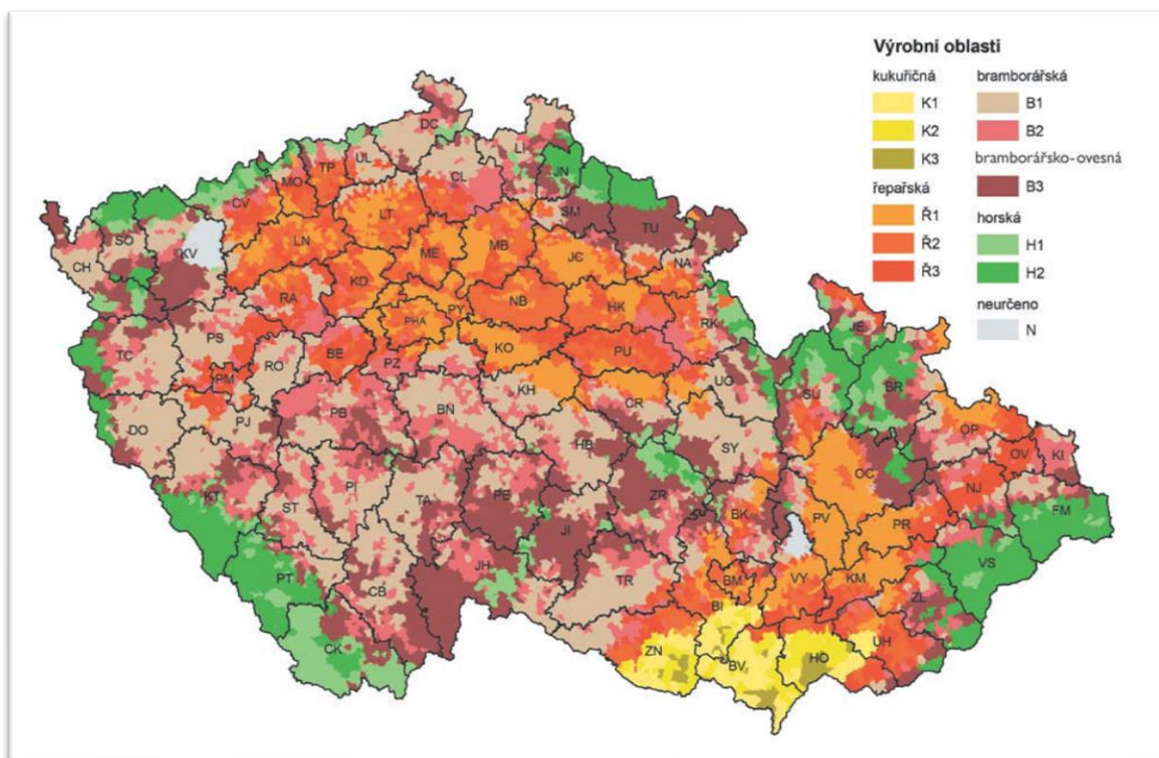 Výrobní oblasti
kukuřičná
K1
K2
K3
řepařská
Ř1
Ř2
Ř3
bramborářská
B1
B2
bramborářsko-ovesná
B3
horská
H1
H2
neurčeno
N
DC
UL
LI
TP
MO
CL
JN
CV
LT
SM
TU
SO
KV
LN
ME
MB
JC
NA
CH
RA
KD
NB
HK
PY
PHA
RK
JE
TC
PS
BE
PZ
KO
PU
PM
RO
UO
SU
BR
KH
CR
DO
PJ
PB
BN
OP
HB
SY
OV
KI
OC
NJ
KT
PI
TA
PE
ZR
ST
BK
PV
PR
FM
JI
PT
JH
TR
BM
VY
KM
VS
CB
BI
ZL
CK
ZN
BV
HO
UH